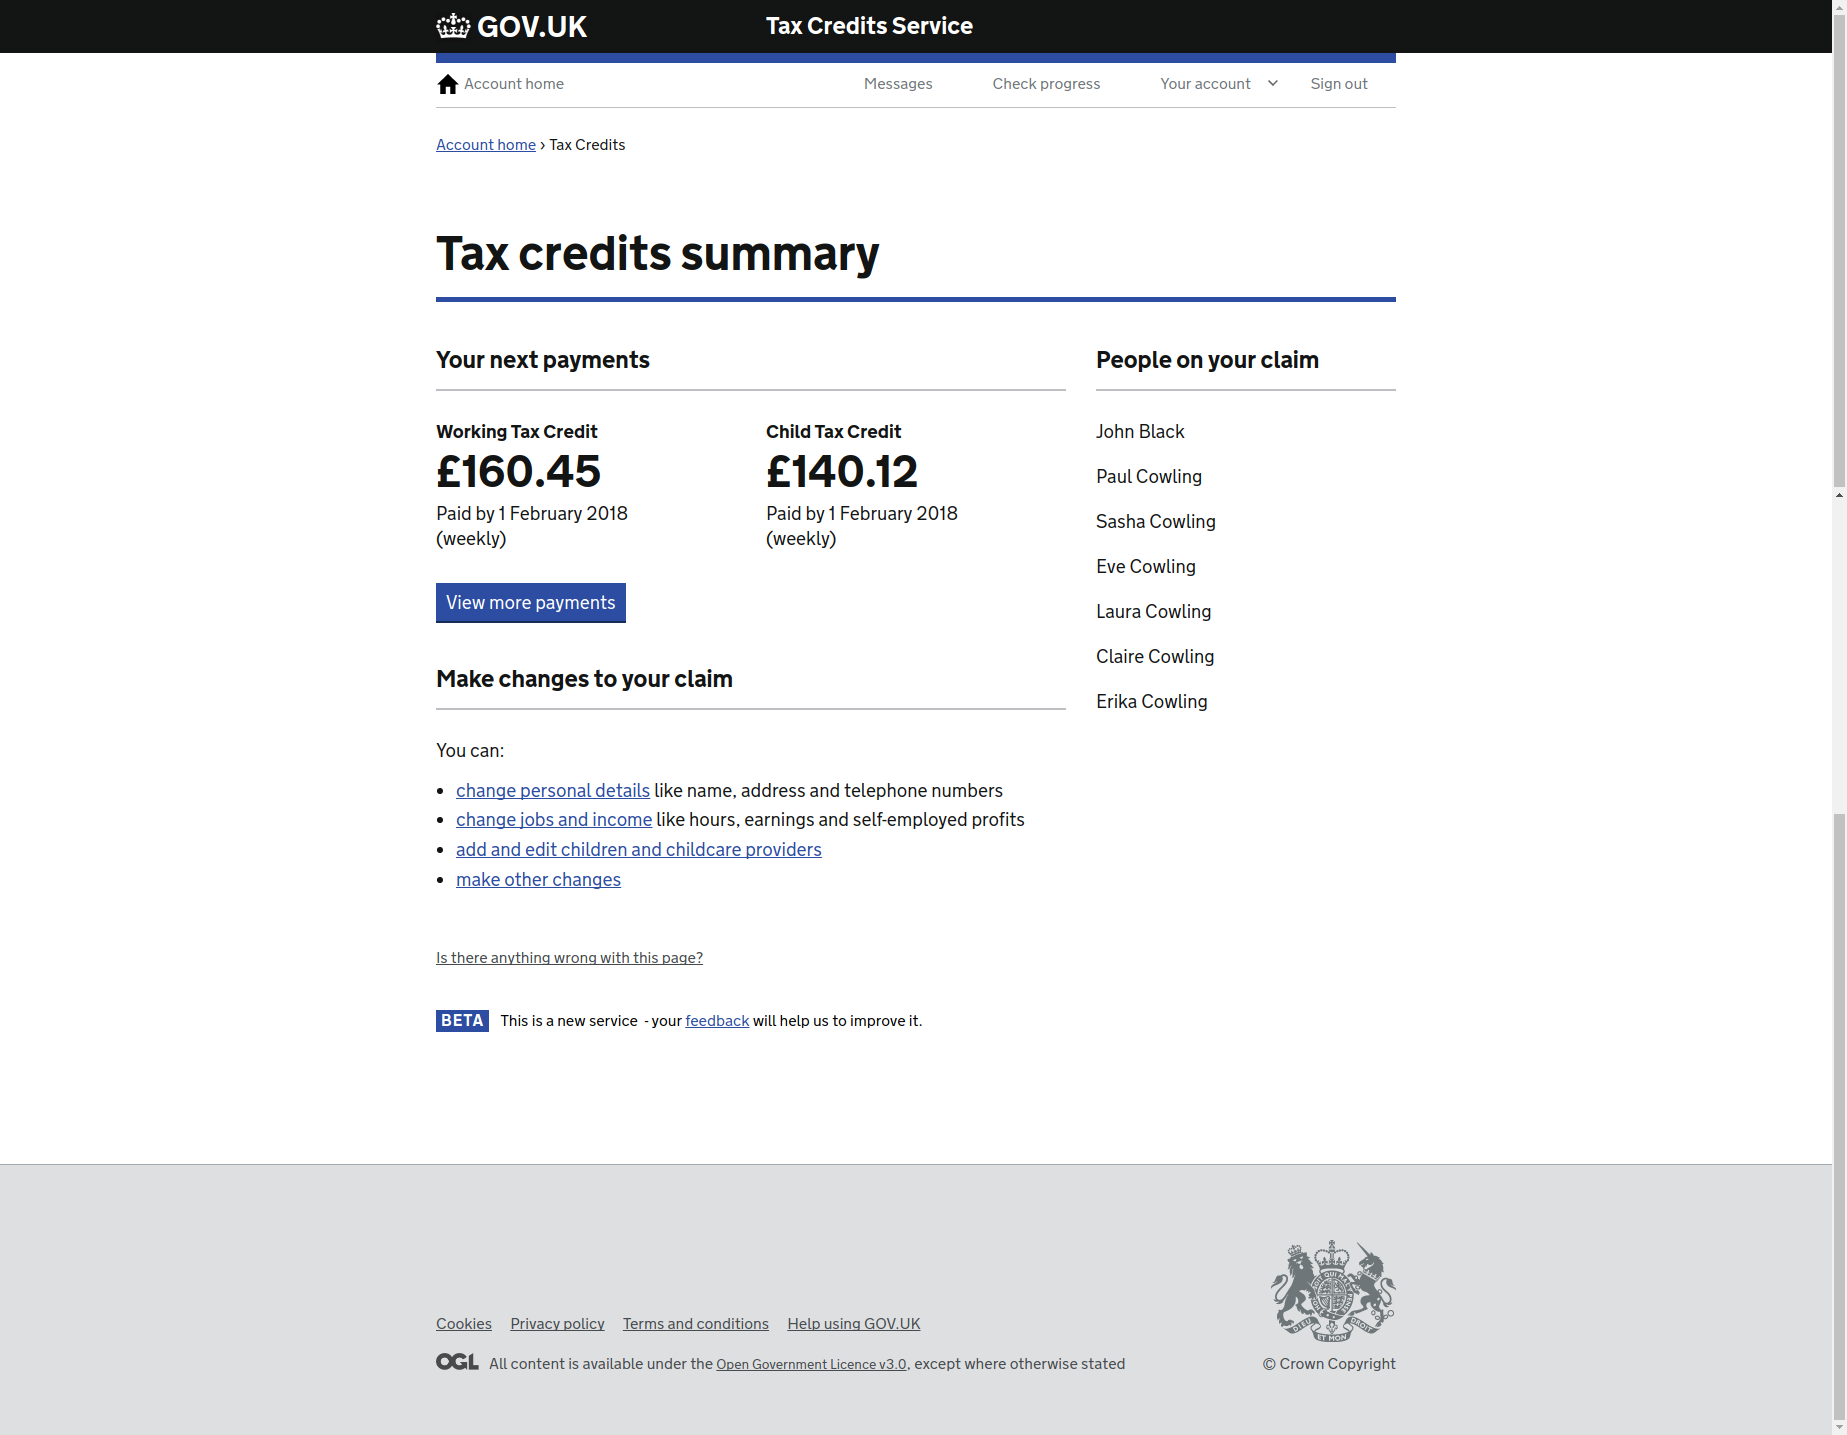 GOV.UK
Tax Credits Service
Account home
Messages
Check progress
Your account
Sign out
Account home › Tax Credits
Tax credits summary
Your next payments
Working Tax Credit
£160.45
Paid by 1 February 2018
(weekly)
Child Tax Credit
£140.12
Paid by 1 February 2018
(weekly)
View more payments
People on your claim
John Black
Paul Cowling
Sasha Cowling
Eve Cowling
Laura Cowling
Claire Cowling
Erika Cowling
Make changes to your claim
You can:
• change personal details like name, address and telephone numbers
• change jobs and income like hours, earnings and self-employed profits
• add and edit children and childcare providers
• make other changes
Is there anything wrong with this page?
BETA This is a new service - your feedback will help us to improve it.
Cookies Privacy policy Terms and conditions Help using GOV.UK
OGL All content is available under the Open Government Licence v3.0, except where otherwise stated
DIEU ET MON DROIT
© Crown Copyright